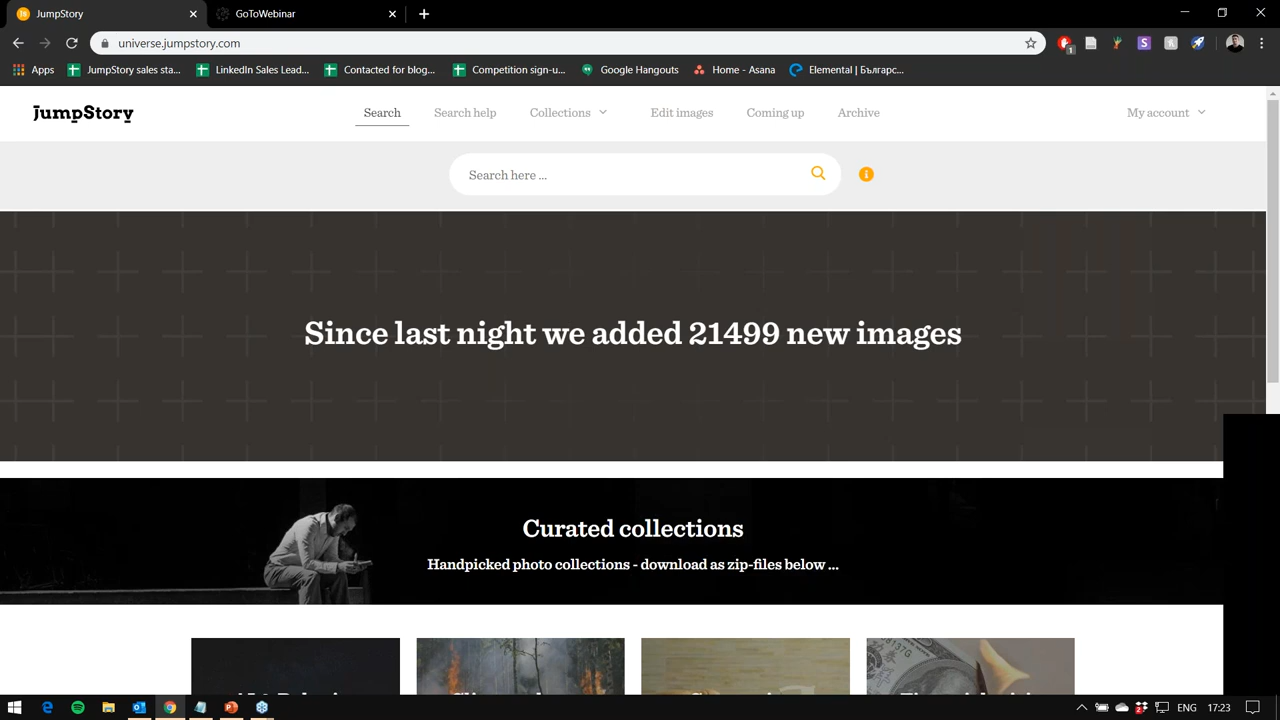 JumpStory
GoToWebinar
universe.jumpstory.com
1
Apps
JumpStory sales sta...
LinkedIn Sales Lead...
Contacted for blog...
Competition sign-u...
Google Hangouts
Home - Asana
Elemental | Българс...
JumpStory
Search
Search help
Collections
Edit images
Coming up
Archive
My account
Search here ...
Since last night we added 21499 new images
Curated collections
Handpicked photo collections - download as zip-files below ...
ENG
17:23